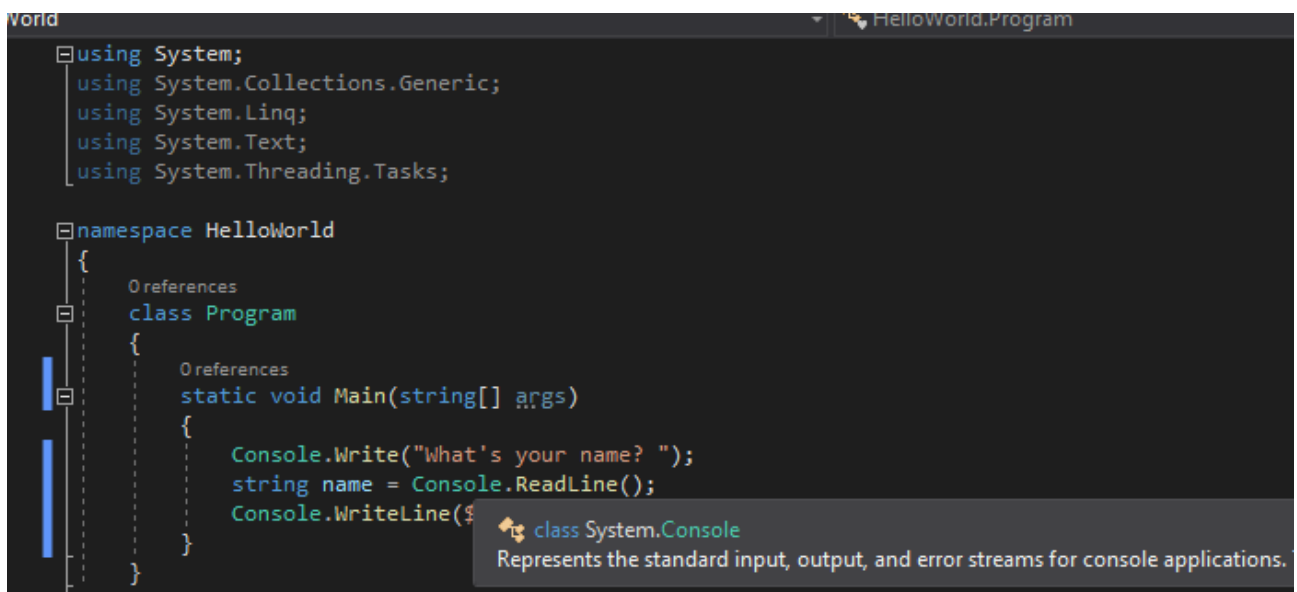 World HelloWorld.Program
using System;
using System.Collections.Generic;
using System.Linq;
using System.Text;
using System.Threading.Tasks;
namespace HelloWorld
{
0 references
class Program
{
0 references
static void Main(string[] args)
{
Console.Write("What's your name? ");
string name = Console.ReadLine();
Console.WriteLine($
class System.Console
}
Represents the standard input, output, and error streams for console applications.
}